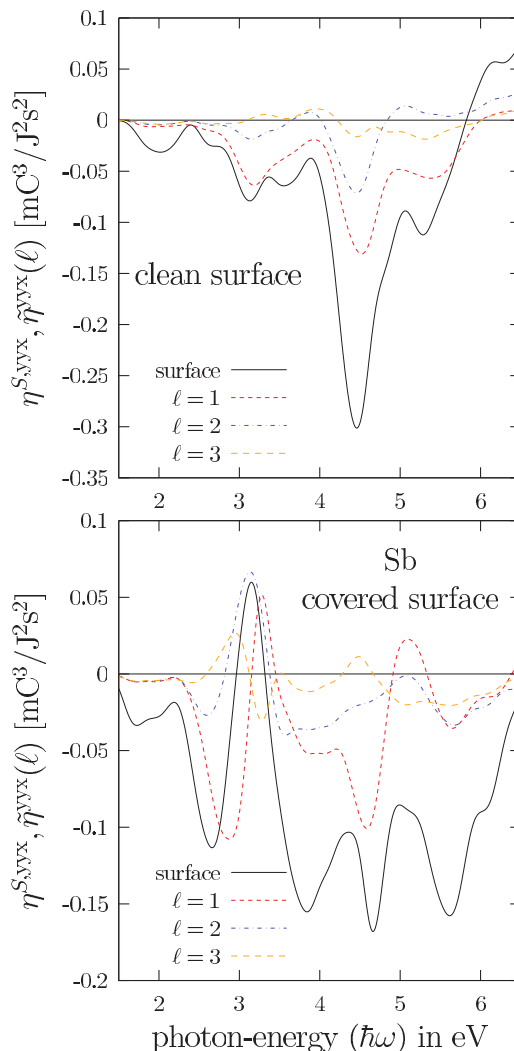 0.1
0.05
0
-0.05
-0.1
-0.15
-0.2
-0.25
-0.3
-0.35
η^{S,yyx}, η̃^{yyx}(ℓ) [mC³/J²s²]
clean surface
surface
ℓ = 1
ℓ = 2
ℓ = 3
2 3 4 5 6
0.1
0.05
0
-0.05
-0.1
-0.15
-0.2
η^{S,yyx}, η̃^{yyx}(ℓ) [mC³/J²s²]
Sb
covered surface
surface
ℓ = 1
ℓ = 2
ℓ = 3
2 3 4 5 6
photon-energy (ℏω) in eV